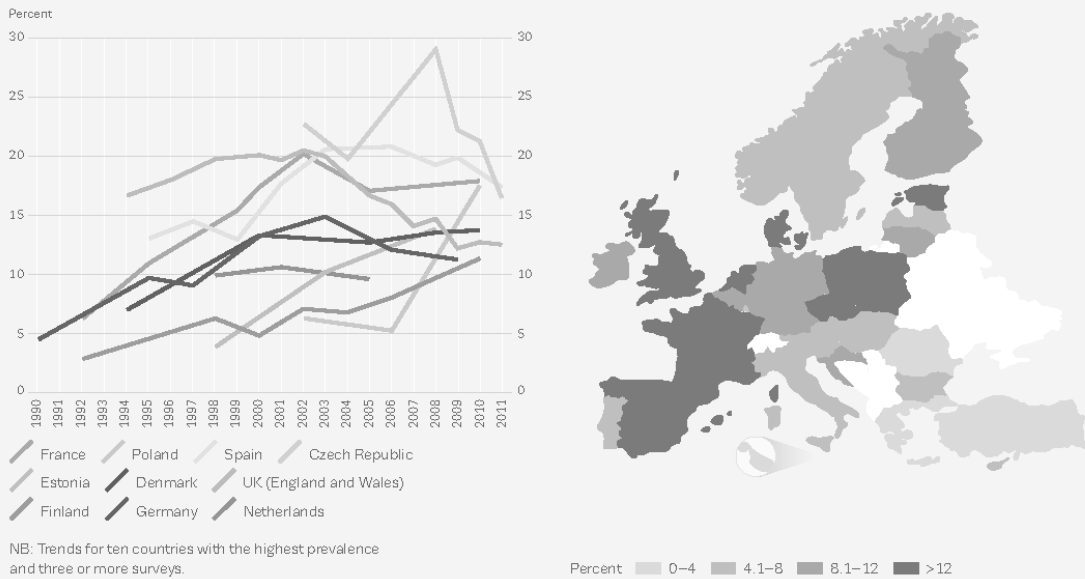 Percent
30 30
25 25
20 20
15 15
10 10
5 5
0 0
1990 1991 1992 1993 1994 1995 1996 1997 1998 1999 2000 2001 2002 2003 2004 2005 2006 2007 2008 2009 2010 2011
France Poland Spain Czech Republic
Estonia Denmark UK (England and Wales)
Finland Germany Netherlands
NB: Trends for ten countries with the highest prevalence
and three or more surveys.
Percent 0–4 4.1–8 8.1–12 >12